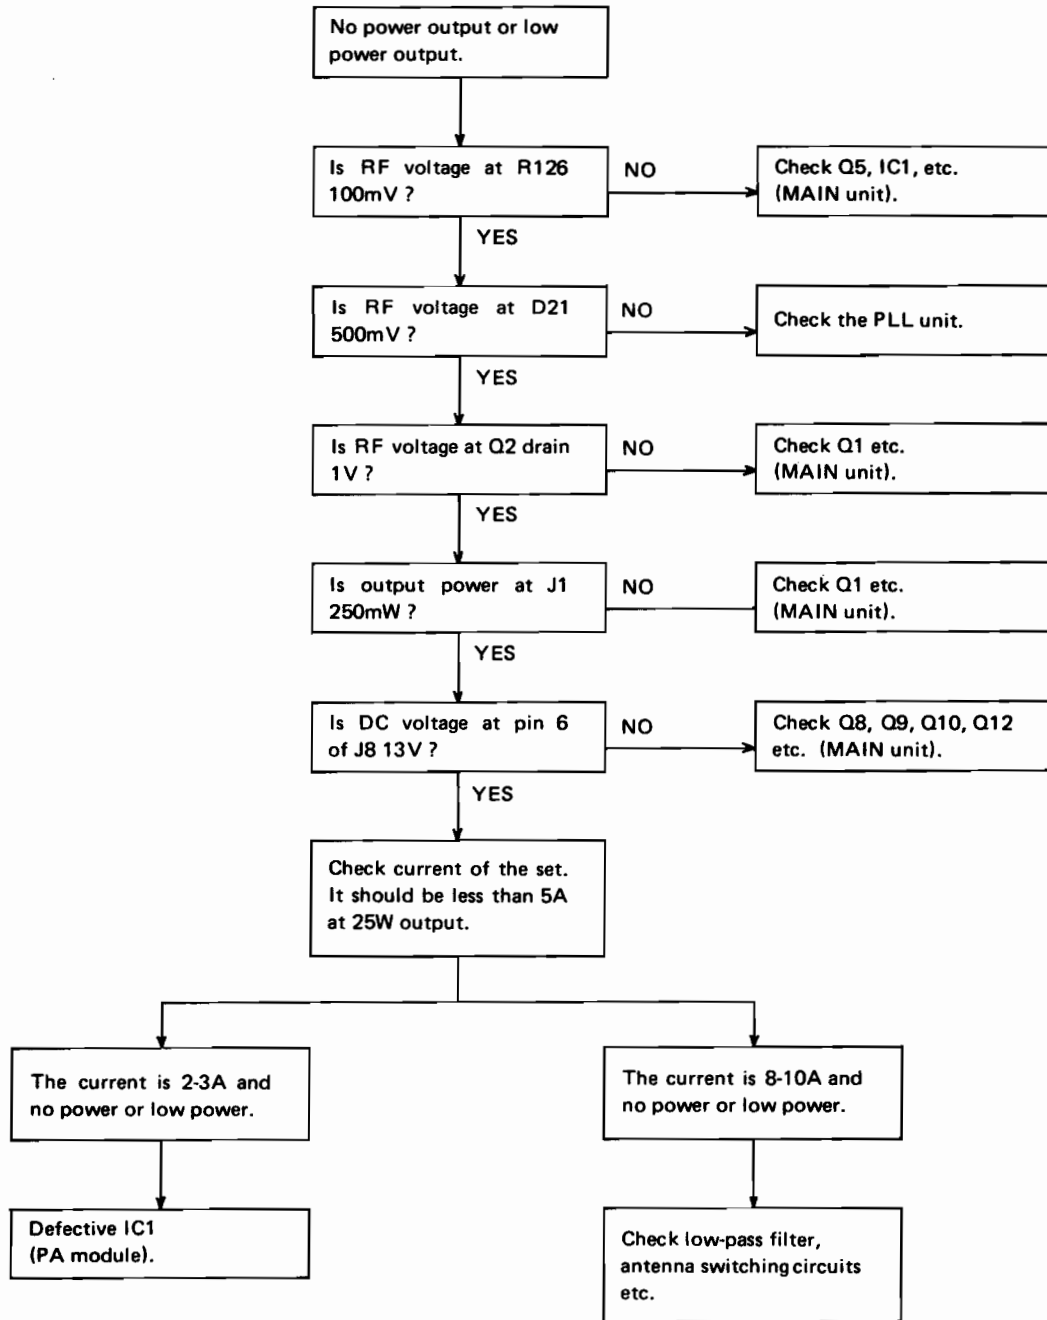 No power output or low
power output.
Is RF voltage at R126
100mV ?
NO
Check Q5, IC1, etc.
(MAIN unit).
YES
Is RF voltage at D21
500mV ?
NO
Check the PLL unit.
YES
Is RF voltage at Q2 drain
1V ?
NO
Check Q1 etc.
(MAIN unit).
YES
Is output power at J1
250mW ?
NO
Check Q1 etc.
(MAIN unit).
YES
Is DC voltage at pin 6
of J8 13V ?
NO
Check Q8, Q9, Q10, Q12
etc. (MAIN unit).
YES
Check current of the set.
It should be less than 5A
at 25W output.
The current is 2-3A and
no power or low power.
The current is 8-10A and
no power or low power.
Defective IC1
(PA module).
Check low-pass filter,
antenna switching circuits
etc.